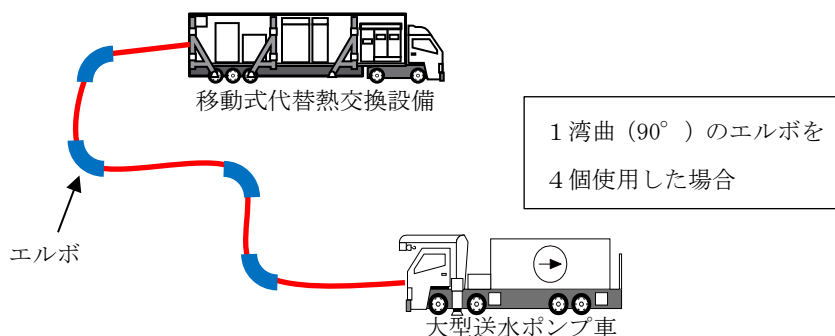 移動式代替熱交換設備
1湾曲（90°）のエルボを
4個使用した場合
エルボ
大型送水ポンプ車